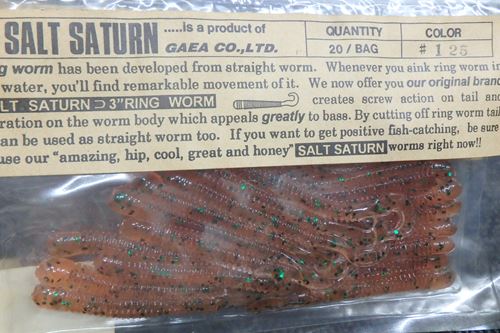 SALT SATURN .....is a product of GAEA CO.,LTD.
QUANTITY 20 / BAG
COLOR # 125
g worm has been developed from straight worm. Whenever you sink ring worm in
water, you'll find remarkable movement of it. We now offer you our original bran
LT SATURN ⊃ 3"RING WORM creates screw action on tail and
ration on the worm body which appeals greatly to bass. By cutting off ring worm tail
can be used as straight worm too. If you want to get positive fish-catching, be sure
use our "amazing, hip, cool, great and honey" SALT SATURN worms right now!!